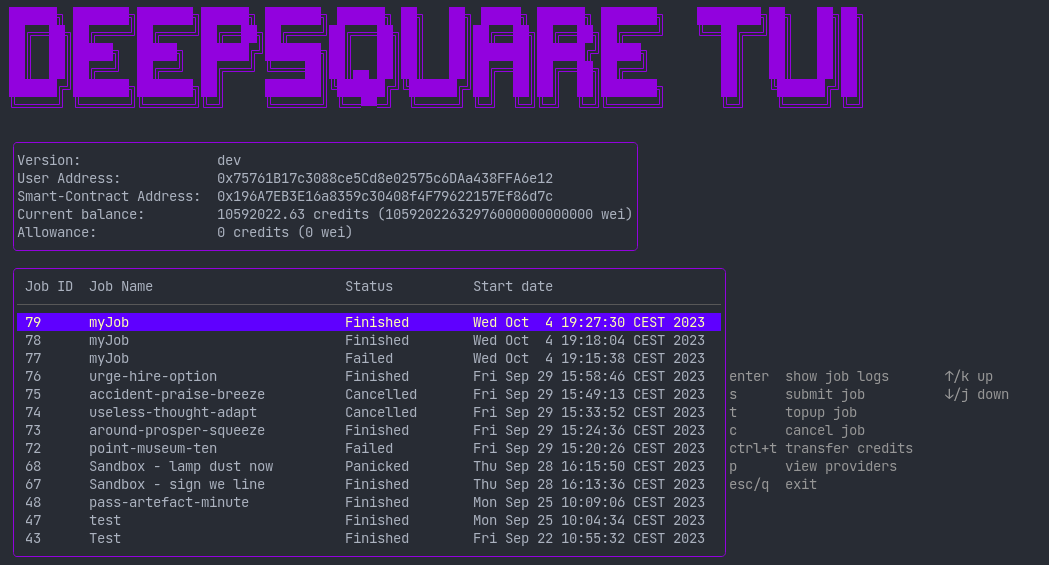 DEEPSQUARE TUI
Version: dev
User Address: 0x75761B17c3088ce5Cd8e02575c6DAa438FFA6e12
Smart-Contract Address: 0x196A7EB3E16a8359c30408f4F79622157Ef86d7c
Current balance: 10592022.63 credits (10592022632976000000000000 wei)
Allowance: 0 credits (0 wei)
Job ID Job Name Status Start date
79 myJob Finished Wed Oct 4 19:27:30 CEST 2023
78 myJob Finished Wed Oct 4 19:18:04 CEST 2023
77 myJob Failed Wed Oct 4 19:15:38 CEST 2023
76 urge-hire-option Finished Fri Sep 29 15:58:46 CEST 2023 enter show job logs ↑/k up
75 accident-praise-breeze Cancelled Fri Sep 29 15:49:13 CEST 2023 s submit job ↓/j down
74 useless-thought-adapt Cancelled Fri Sep 29 15:33:52 CEST 2023 t topup job
73 around-prosper-squeeze Finished Fri Sep 29 15:24:36 CEST 2023 c cancel job
72 point-museum-ten Failed Fri Sep 29 15:20:26 CEST 2023 ctrl+t transfer credits
68 Sandbox - lamp dust now Panicked Thu Sep 28 16:15:50 CEST 2023 p view providers
67 Sandbox - sign we line Finished Thu Sep 28 16:13:36 CEST 2023 esc/q exit
48 pass-artefact-minute Finished Mon Sep 25 10:09:06 CEST 2023
47 test Finished Mon Sep 25 10:04:34 CEST 2023
43 Test Finished Fri Sep 22 10:55:32 CEST 2023